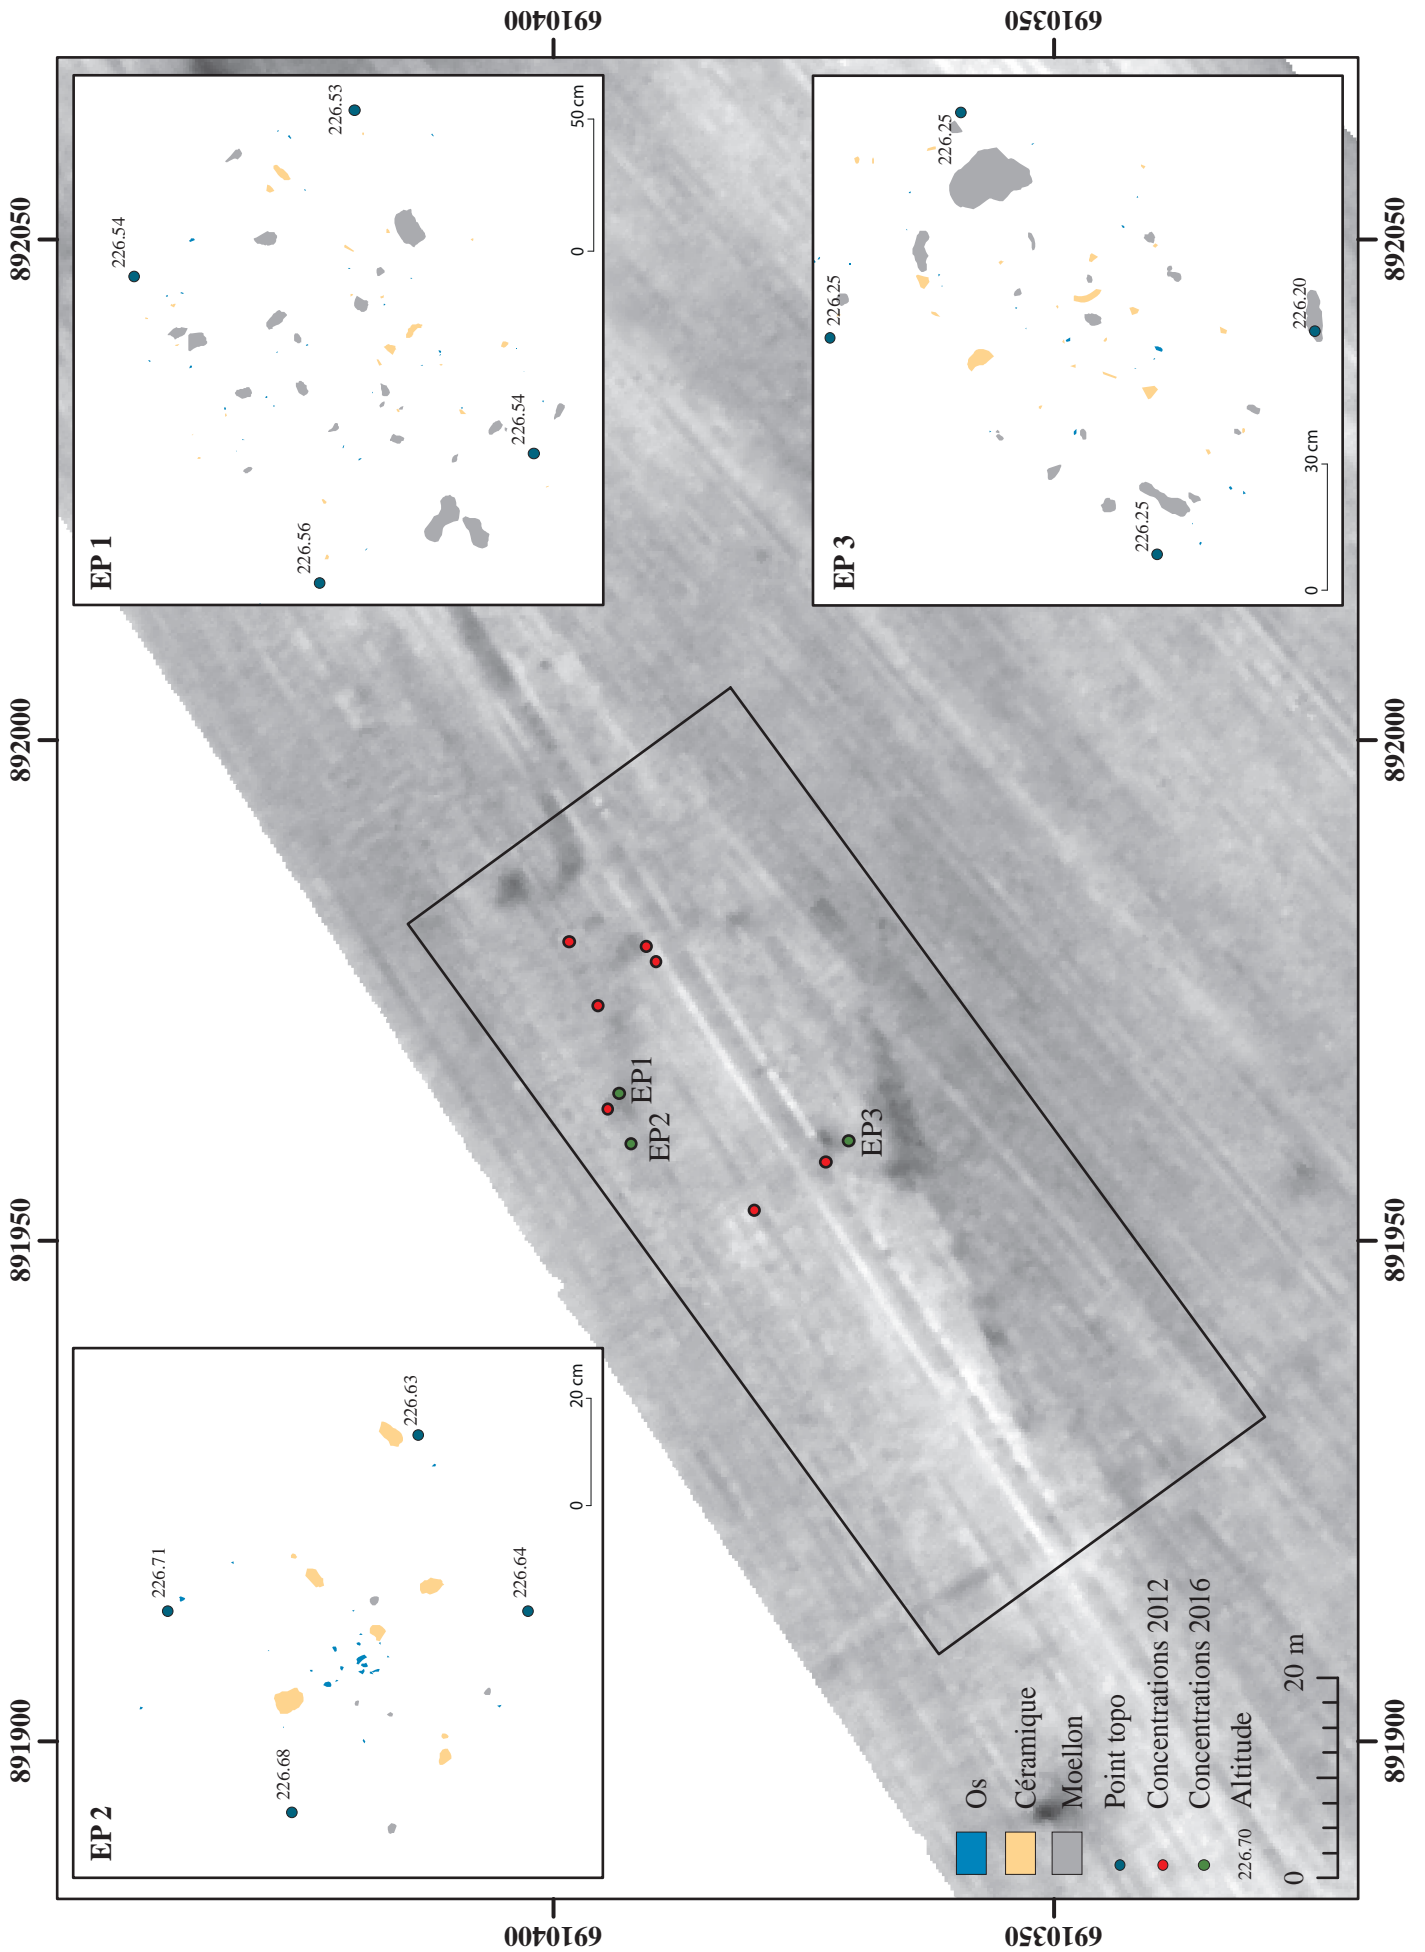 891900
891950
892000
892050
6910400
6910350
EP 2
226.71
226.68
226.63
226.64
0
20 cm
EP 1
226.54
226.53
226.56
226.54
0
50 cm
EP 3
226.25
226.25
226.25
226.20
0
30 cm
EP2
EP1
EP3
Os
Céramique
Moellon
Point topo
Concentrations 2012
Concentrations 2016
226.70
Altitude
0
20 m
6910400
6910350
891900
891950
892000
892050